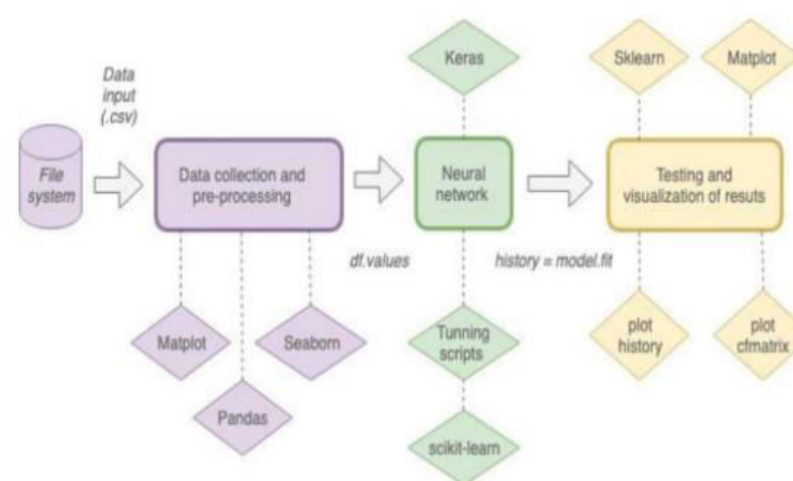 Keras
Sklearn
Matplot
Data
input
(.csv)
File
system
Data collection and
pre-processing
Neural
network
Testing and
visualization of resuts
df.values
history = model.fit
Matplot
Seaborn
Pandas
Tunning
scripts
scikit-learn
plot
history
plot
cfmatrix